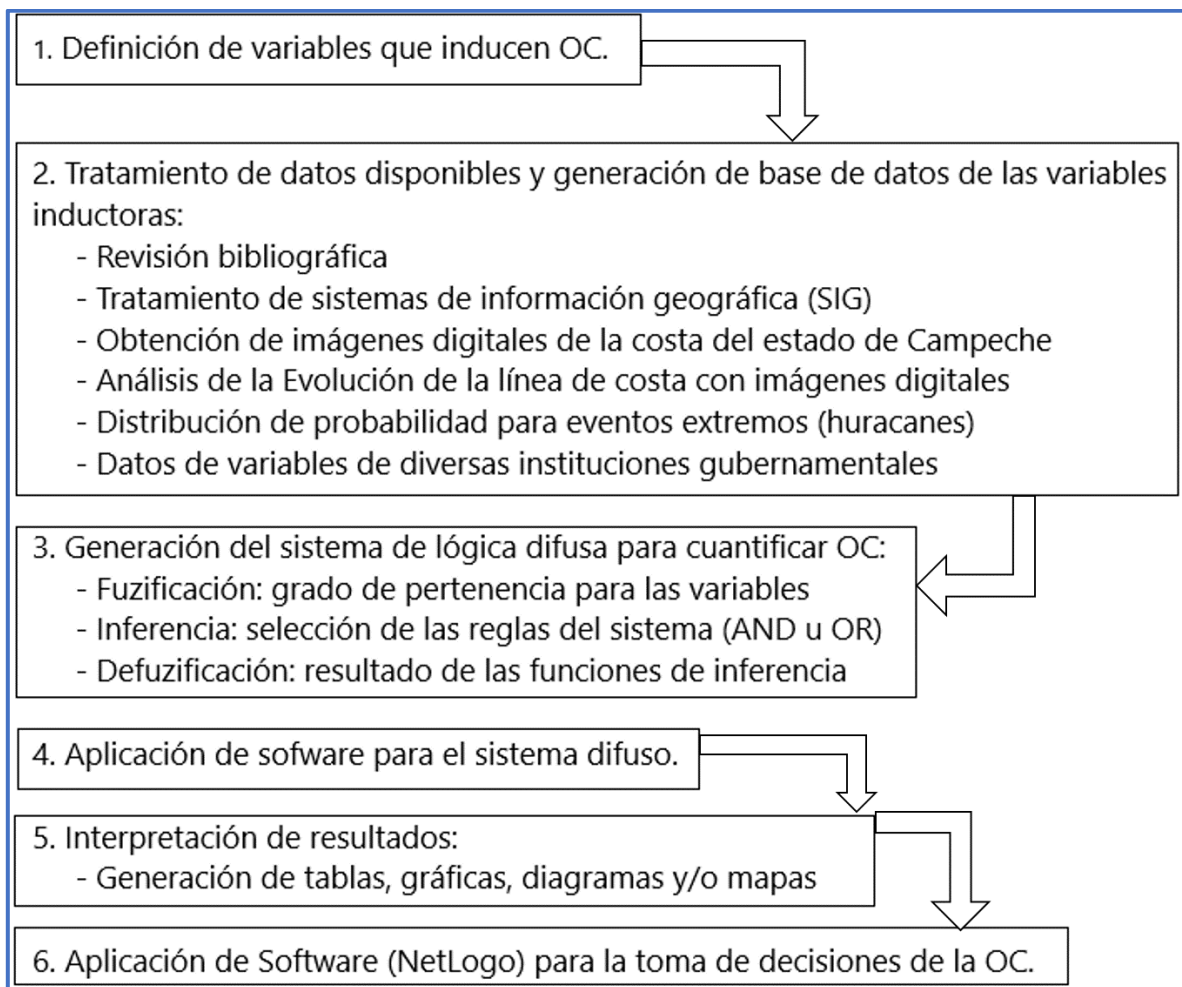 1. Definición de variables que inducen OC.
2. Tratamiento de datos disponibles y generación de base de datos de las variables
inductoras:
- Revisión bibliográfica
- Tratamiento de sistemas de información geográfica (SIG)
- Obtención de imágenes digitales de la costa del estado de Campeche
- Análisis de la Evolución de la línea de costa con imágenes digitales
- Distribución de probabilidad para eventos extremos (huracanes)
- Datos de variables de diversas instituciones gubernamentales
3. Generación del sistema de lógica difusa para cuantificar OC:
- Fuzificación: grado de pertenencia para las variables
- Inferencia: selección de las reglas del sistema (AND u OR)
- Defuzificación: resultado de las funciones de inferencia
4. Aplicación de sofware para el sistema difuso.
5. Interpretación de resultados:
- Generación de tablas, gráficas, diagramas y/o mapas
6. Aplicación de Software (NetLogo) para la toma de decisiones de la OC.